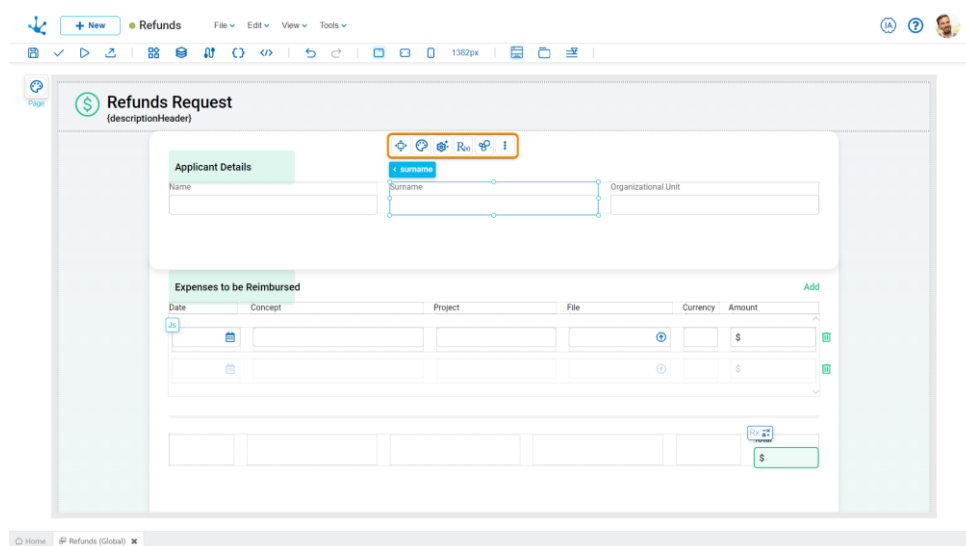 New
Refunds
File
Edit
View
Tools
IA
?
1382px
Page
$
Refunds Request
{descriptionHeader}
R(x)
Applicant Details
surname
Name
Surname
Organizational Unit
Expenses to be Reimbursed
Add
Date
Concept
Project
File
Currency
Amount
Js
$
$
Rx
$
Home
Refunds (Global)